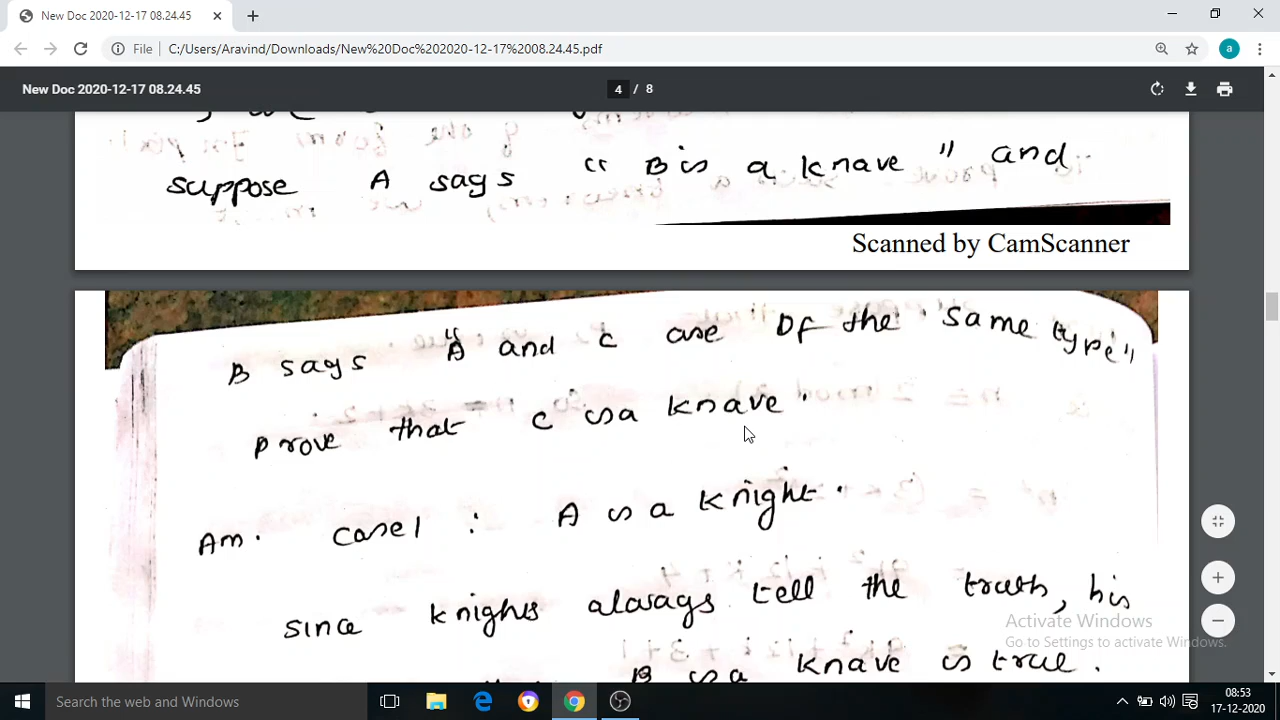 New Doc 2020-12-17 08.24.45
File C:/Users/Aravind/Downloads/New%20Doc%202020-12-17%2008.24.45.pdf
a
New Doc 2020-12-17 08.24.45
4 / 8
suppose A says "B is a knave" and
Scanned by CamScanner
B says "A and C are of the same type"
prove that C is a knave.
Ans. Case 1 : A is a knight.
since knights always tell the truth, his
B is a knave is true.
Activate Windows
Go to Settings to activate Windows.
Search the web and Windows
08:53
17-12-2020